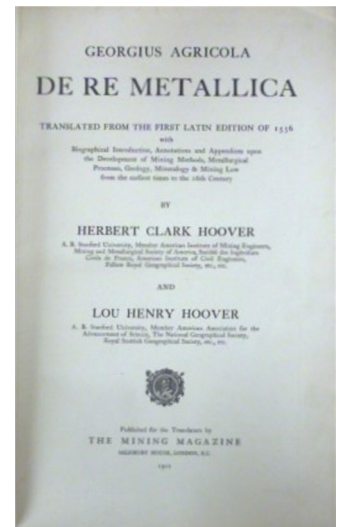 GEORGIUS AGRICOLA
DE RE METALLICA
TRANSLATED FROM THE FIRST LATIN EDITION OF 1556
with
Biographical Introduction, Annotations and Appendices upon
the Development of Mining Methods, Metallurgical
Processes, Geology, Mineralogy & Mining Law
from the earliest times to the 16th Century
BY
HERBERT CLARK HOOVER
A. B. Stanford University, Member American Institute of Mining Engineers,
Mining and Metallurgical Society of America, Société des Ingénieurs
Civils de France, American Institute of Civil Engineers,
Fellow Royal Geographical Society, etc., etc.
AND
LOU HENRY HOOVER
A. B. Stanford University, Member American Association for the
Advancement of Science, The National Geographical Society,
Royal Scottish Geographical Society, etc., etc.
Published for the Translators by
THE MINING MAGAZINE
SALISBURY HOUSE, LONDON, E.C.
1912